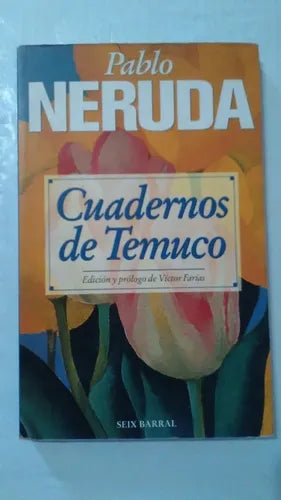 Pablo
NERUDA
Cuadernos
de Temuco
Edición y prólogo de Víctor Farías
SEIX BARRAL